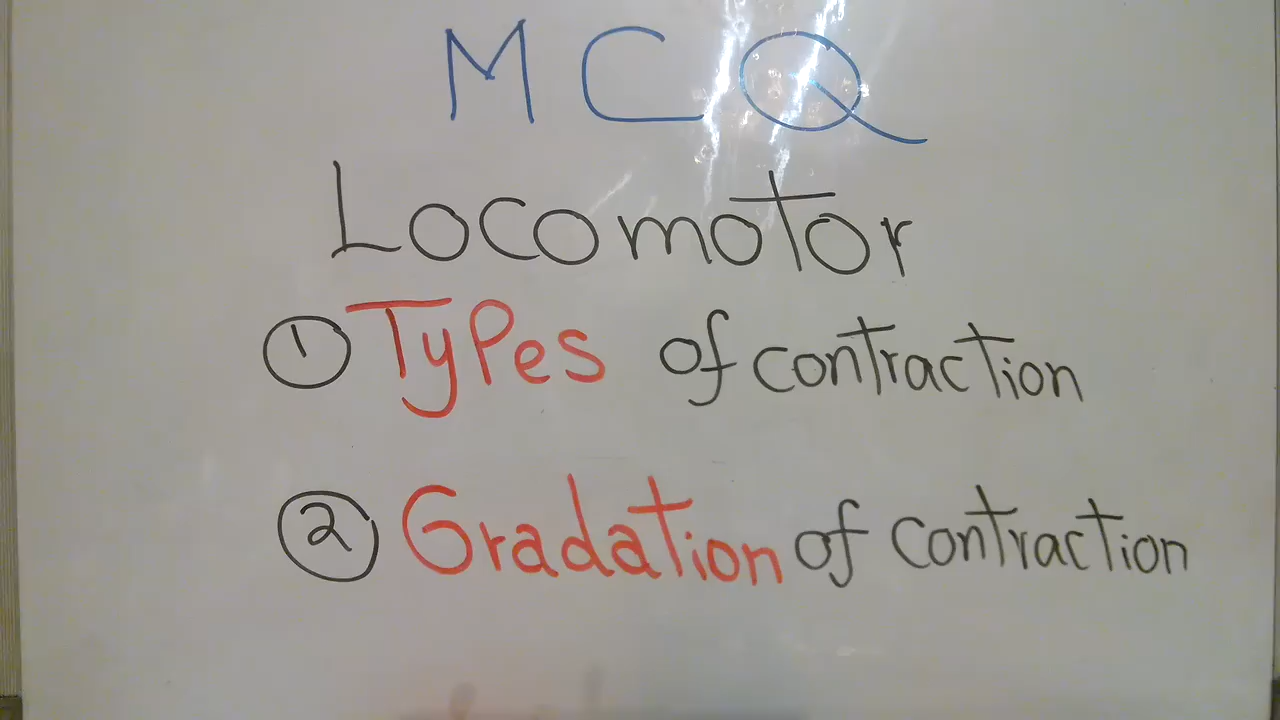 MCQ
Locomotor
① Types of contraction
② Gradation of contraction